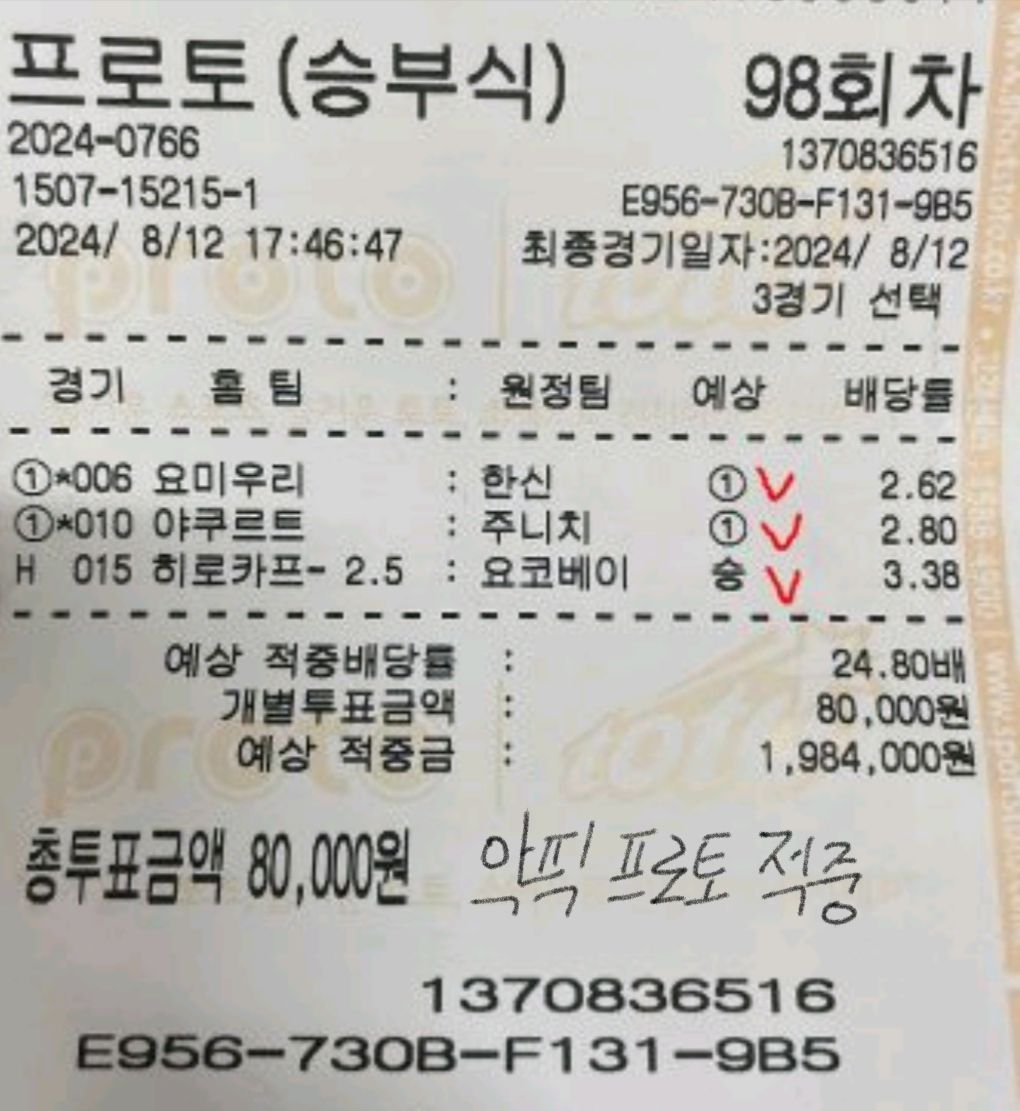 프로토(승부식) 98회차
2024-0766 1370836516
1507-15215-1 E956-730B-F131-9B5
2024/ 8/12 17:46:47 최종경기일자:2024/ 8/12
3경기 선택
경기 홈 팀 : 원정팀 예상 배당률
①*006 요미우리 : 한신 ① 2.62
①*010 야쿠르트 : 주니치 ① 2.80
H 015 히로카프- 2.5 : 요코베이 승 3.38
예상 적중배당률 : 24.80배
개별투표금액 : 80,000원
예상 적중금 : 1,984,000원
총투표금액 80,000원 악픽 프로토 적중
1370836516
E956-730B-F131-9B5
proto
proto